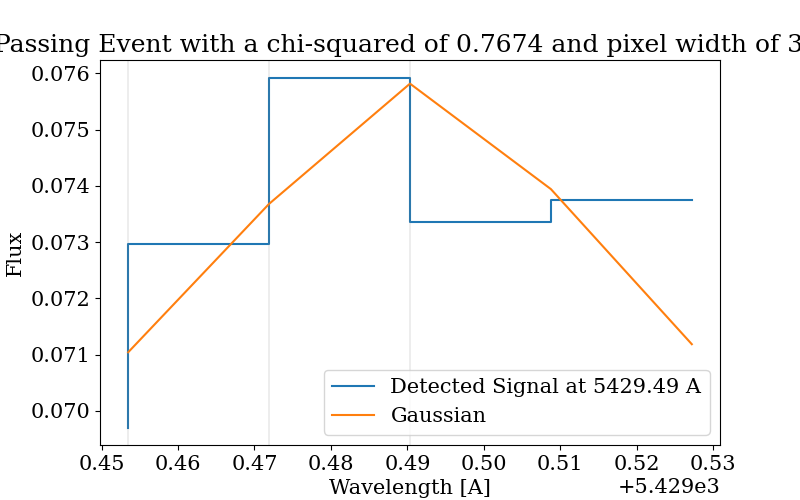 Passing Event with a chi-squared of 0.7674 and pixel width of 3
0.076
0.075
0.074
0.073
0.072
0.071
0.070
Flux
Detected Signal at 5429.49 A
Gaussian
0.45 0.46 0.47 0.48 0.49 0.50 0.51 0.52 0.53
Wavelength [A]
+5.429e3